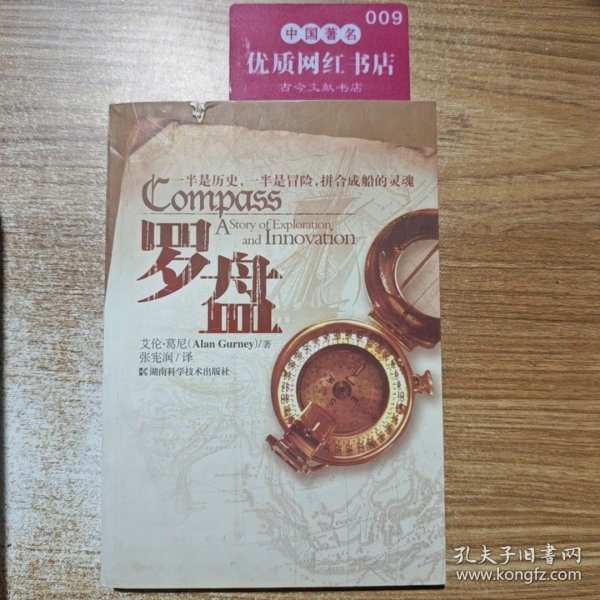 009
中国著名
优质网红书店
古今文献书店
一半是历史，一半是冒险，拼合成船的灵魂
Compass
A Story of Exploration
and Innovation
罗盘
艾伦·葛尼（Alan Gurney）/著
张宪润/译
湖南科学技术出版社
孔夫子旧书网
www.kongfz.com